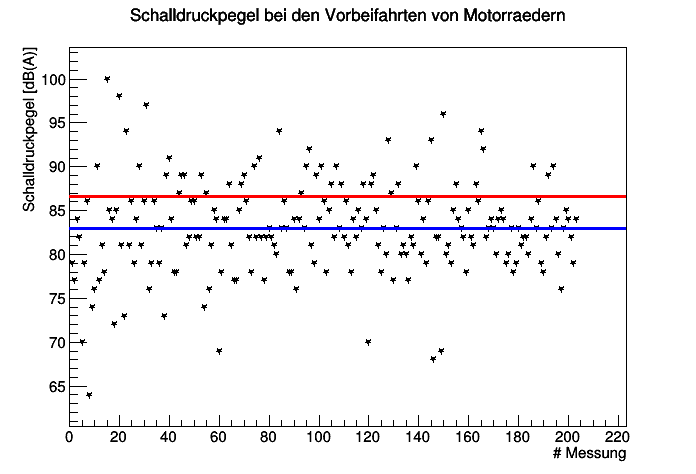 Schalldruckpegel bei den Vorbeifahrten von Motorraedern
Schalldruckpegel [dB(A)]
100
95
90
85
80
75
70
65
0 20 40 60 80 100 120 140 160 180 200 220
# Messung